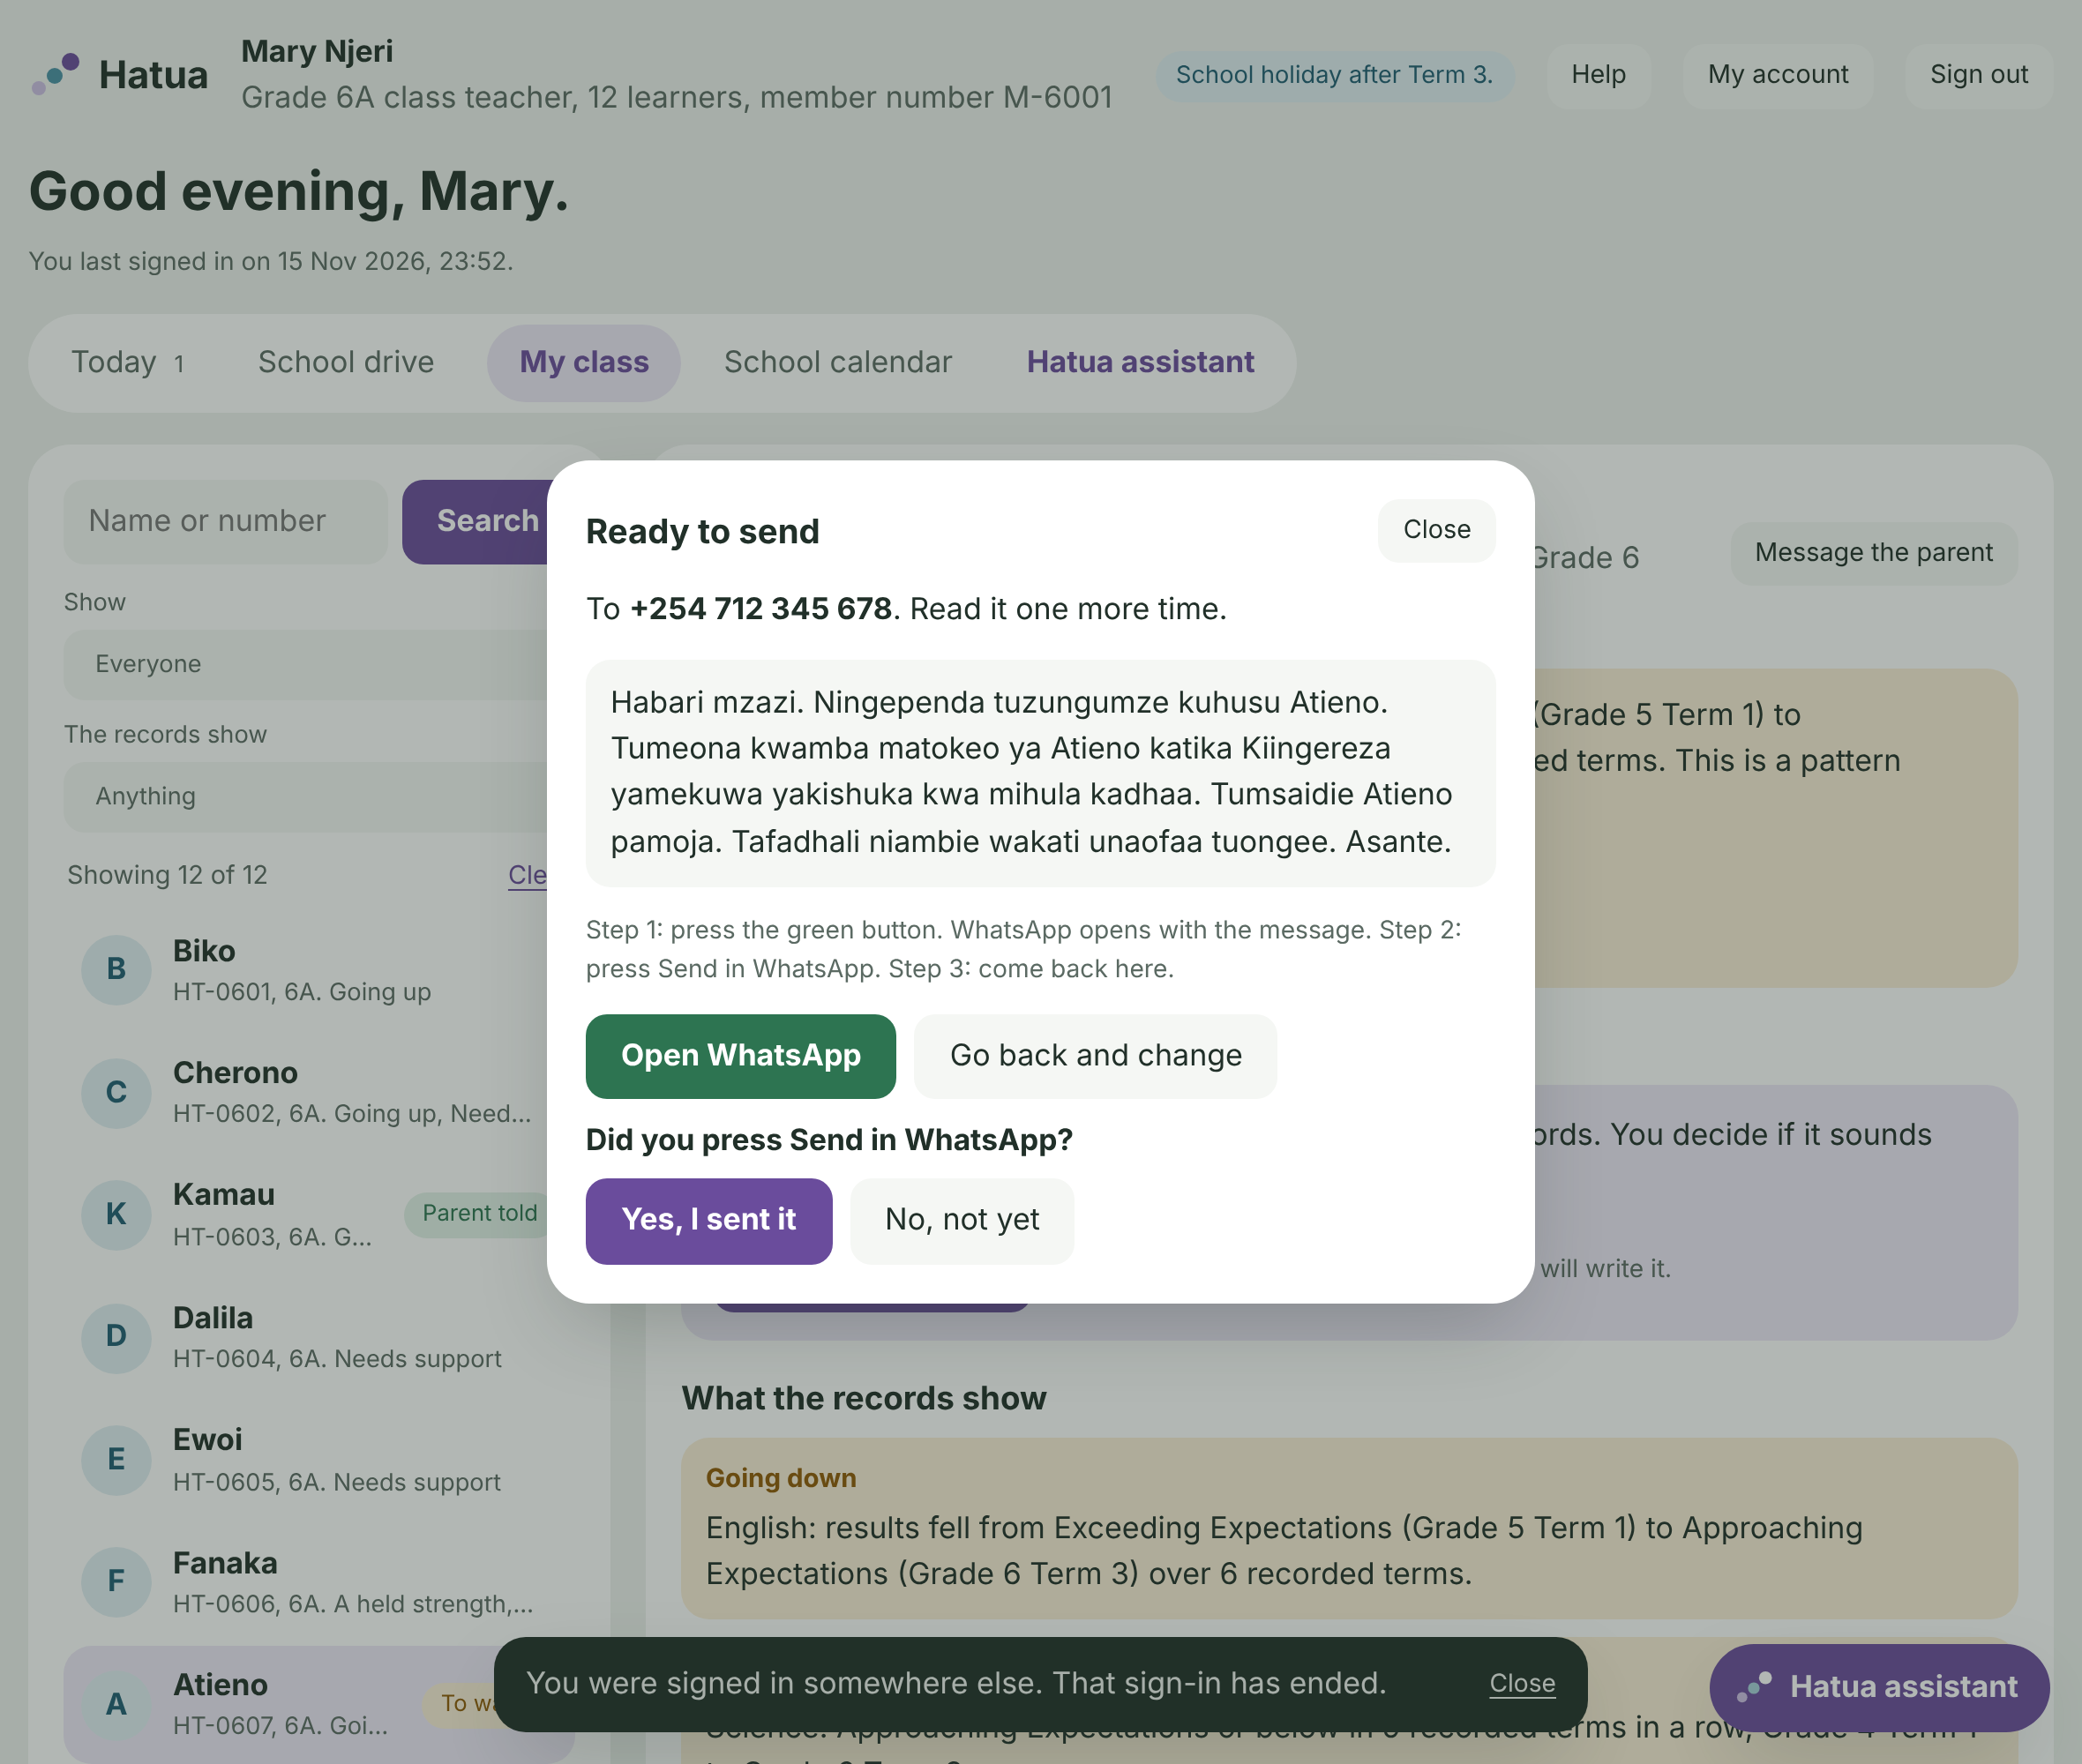 Hatua
Mary Njeri
Grade 6A class teacher, 12 learners, member number M-6001
School holiday after Term 3.
Help
My account
Sign out
Good evening, Mary.
You last signed in on 15 Nov 2026, 23:52.
Today 1
School drive
My class
School calendar
Hatua assistant
Name or number
Search
Show
Everyone
The records show
Anything
Showing 12 of 12
B
Biko
HT-0601, 6A. Going up
C
Cherono
HT-0602, 6A. Going up, Need...
K
Kamau
HT-0603, 6A. G...
Parent told
D
Dalila
HT-0604, 6A. Needs support
E
Ewoi
HT-0605, 6A. Needs support
F
Fanaka
HT-0606, 6A. A held strength,...
A
Atieno
HT-0607, 6A. Goi...
To
Ready to send
Close
To +254 712 345 678. Read it one more time.
Habari mzazi. Ningependa tuzungumze kuhusu Atieno.
Tumeona kwamba matokeo ya Atieno katika Kiingereza
yamekuwa yakishuka kwa mihula kadhaa. Tumsaidie Atieno
pamoja. Tafadhali niambie wakati unaofaa tuongee. Asante.
Step 1: press the green button. WhatsApp opens with the message. Step 2:
press Send in WhatsApp. Step 3: come back here.
Open WhatsApp
Go back and change
Did you press Send in WhatsApp?
Yes, I sent it
No, not yet
Grade 6
Message the parent
(Grade 5 Term 1) to
terms. This is a pattern
You decide if it sounds
will write it.
What the records show
Going down
English: results fell from Exceeding Expectations (Grade 5 Term 1) to Approaching
Expectations (Grade 6 Term 3) over 6 recorded terms.
You were signed in somewhere else. That sign-in has ended.
Close
Hatua assistant
in a row,